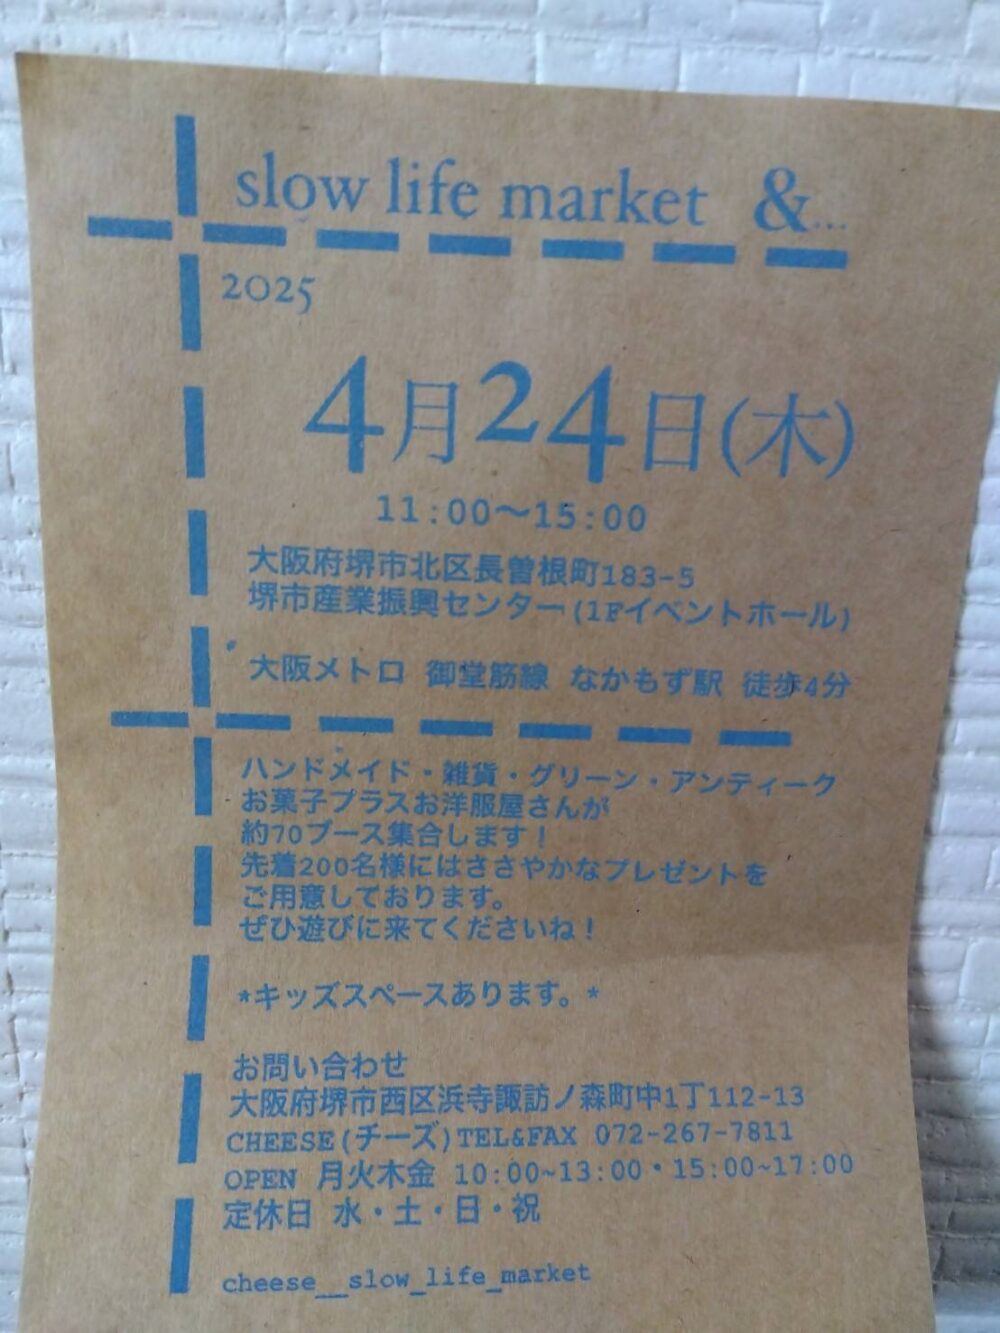 slow life market &...
2025
4月24日(木)
11:00〜15:00
大阪府堺市北区長曽根町183-5
堺市産業振興センター(1Fイベントホール)
大阪メトロ 御堂筋線 なかもず駅 徒歩4分
ハンドメイド・雑貨・グリーン・アンティーク
お菓子プラスお洋服屋さんが
約70ブース集合します！
先着200名様にはささやかなプレゼントを
ご用意しております。
ぜひ遊びに来てくださいね！
*キッズスペースあります。*
お問い合わせ
大阪府堺市西区浜寺諏訪ノ森町中1丁112-13
CHEESE(チーズ)TEL&FAX 072-267-7811
OPEN 月火木金 10:00~13:00・15:00~17:00
定休日 水・土・日・祝
cheese__slow_life_market